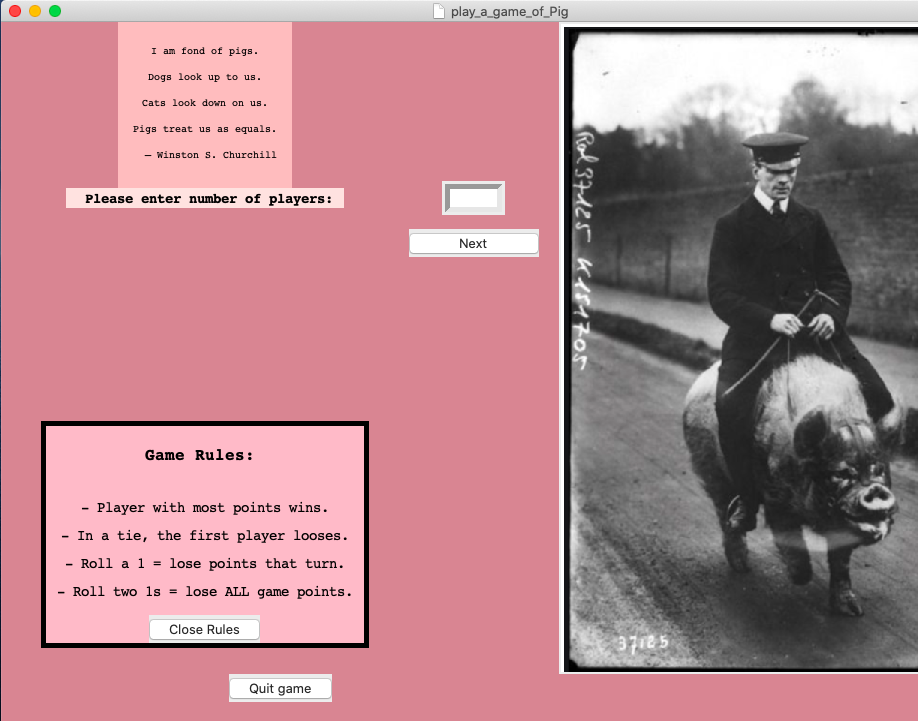 play_a_game_of_Pig
I am fond of pigs.
Dogs look up to us.
Cats look down on us.
Pigs treat us as equals.
— Winston S. Churchill
Please enter number of players:
Next
Game Rules:
- Player with most points wins.
- In a tie, the first player looses.
- Roll a 1 = lose points that turn.
- Roll two 1s = lose ALL game points.
Close Rules
Quit game
37125